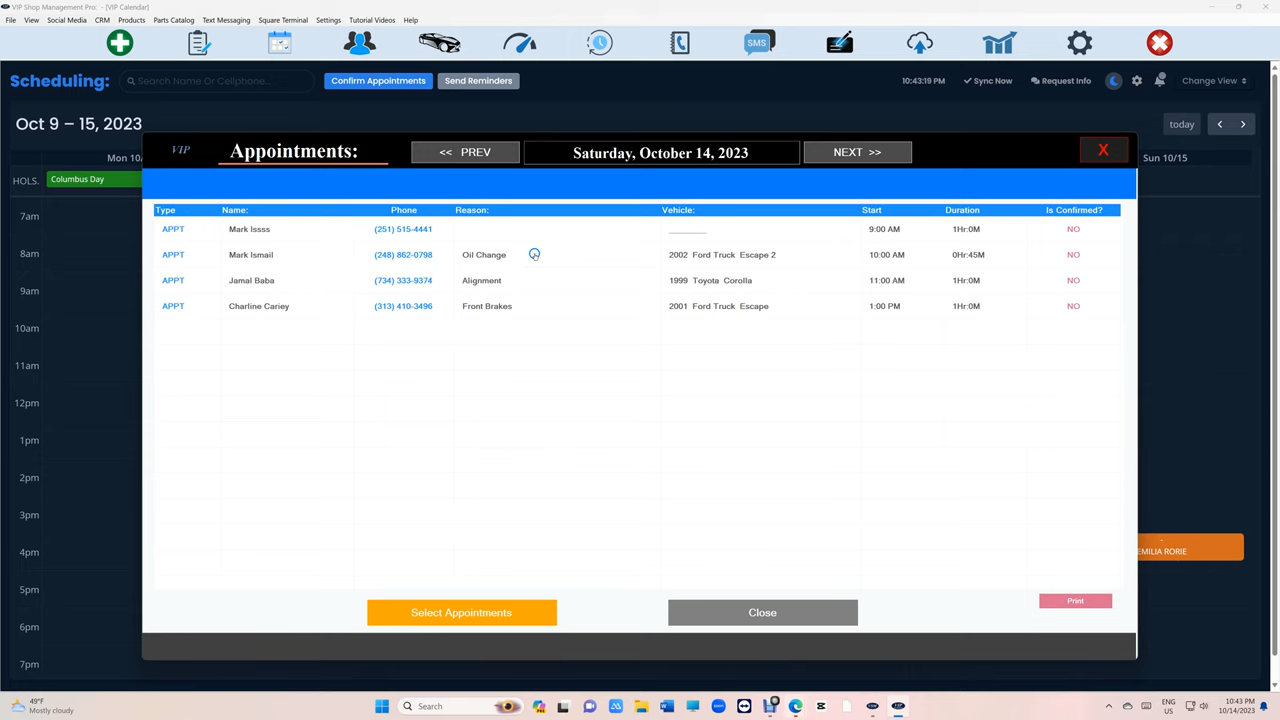 VIP Shop Management Pro: - [VIP Calendar]
File View Social Media CRM Products Parts Catalog Text Messaging Square Terminal Settings Tutorial Videos Help
SMS
Scheduling: Search Name Or Cellphone... Confirm Appointments Send Reminders 10:43:19 PM Sync Now Request Info Change View
Oct 9 – 15, 2023 today
Mon 10/ Sun 10/15
HOLS. Columbus Day
7am
8am
9am
10am
11am
12pm
1pm
2pm
3pm
4pm
5pm
6pm
7pm
VIP Appointments: << PREV Saturday, October 14, 2023 NEXT >> X
Type Name: Phone Reason: Vehicle: Start Duration Is Confirmed?
APPT Mark Issss (251) 515-4441 ________ 9:00 AM 1Hr:0M NO
APPT Mark Ismail (248) 862-0798 Oil Change 2002 Ford Truck Escape 2 10:00 AM 0Hr:45M NO
APPT Jamal Baba (734) 333-9374 Alignment 1999 Toyota Corolla 11:00 AM 1Hr:0M NO
APPT Charline Cariey (313) 410-3496 Front Brakes 2001 Ford Truck Escape 1:00 PM 1Hr:0M NO
-
EMILIA RORIE
Print
Select Appointments Close
49°F
Mostly cloudy
Search
ENG
US
10:43 PM
10/14/2023